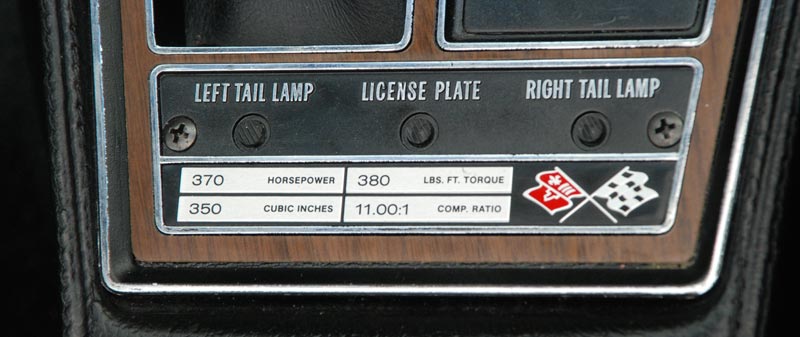 LEFT TAIL LAMP LICENSE PLATE RIGHT TAIL LAMP
370 HORSEPOWER 380 LBS. FT. TORQUE
350 CUBIC INCHES 11.00:1 COMP. RATIO